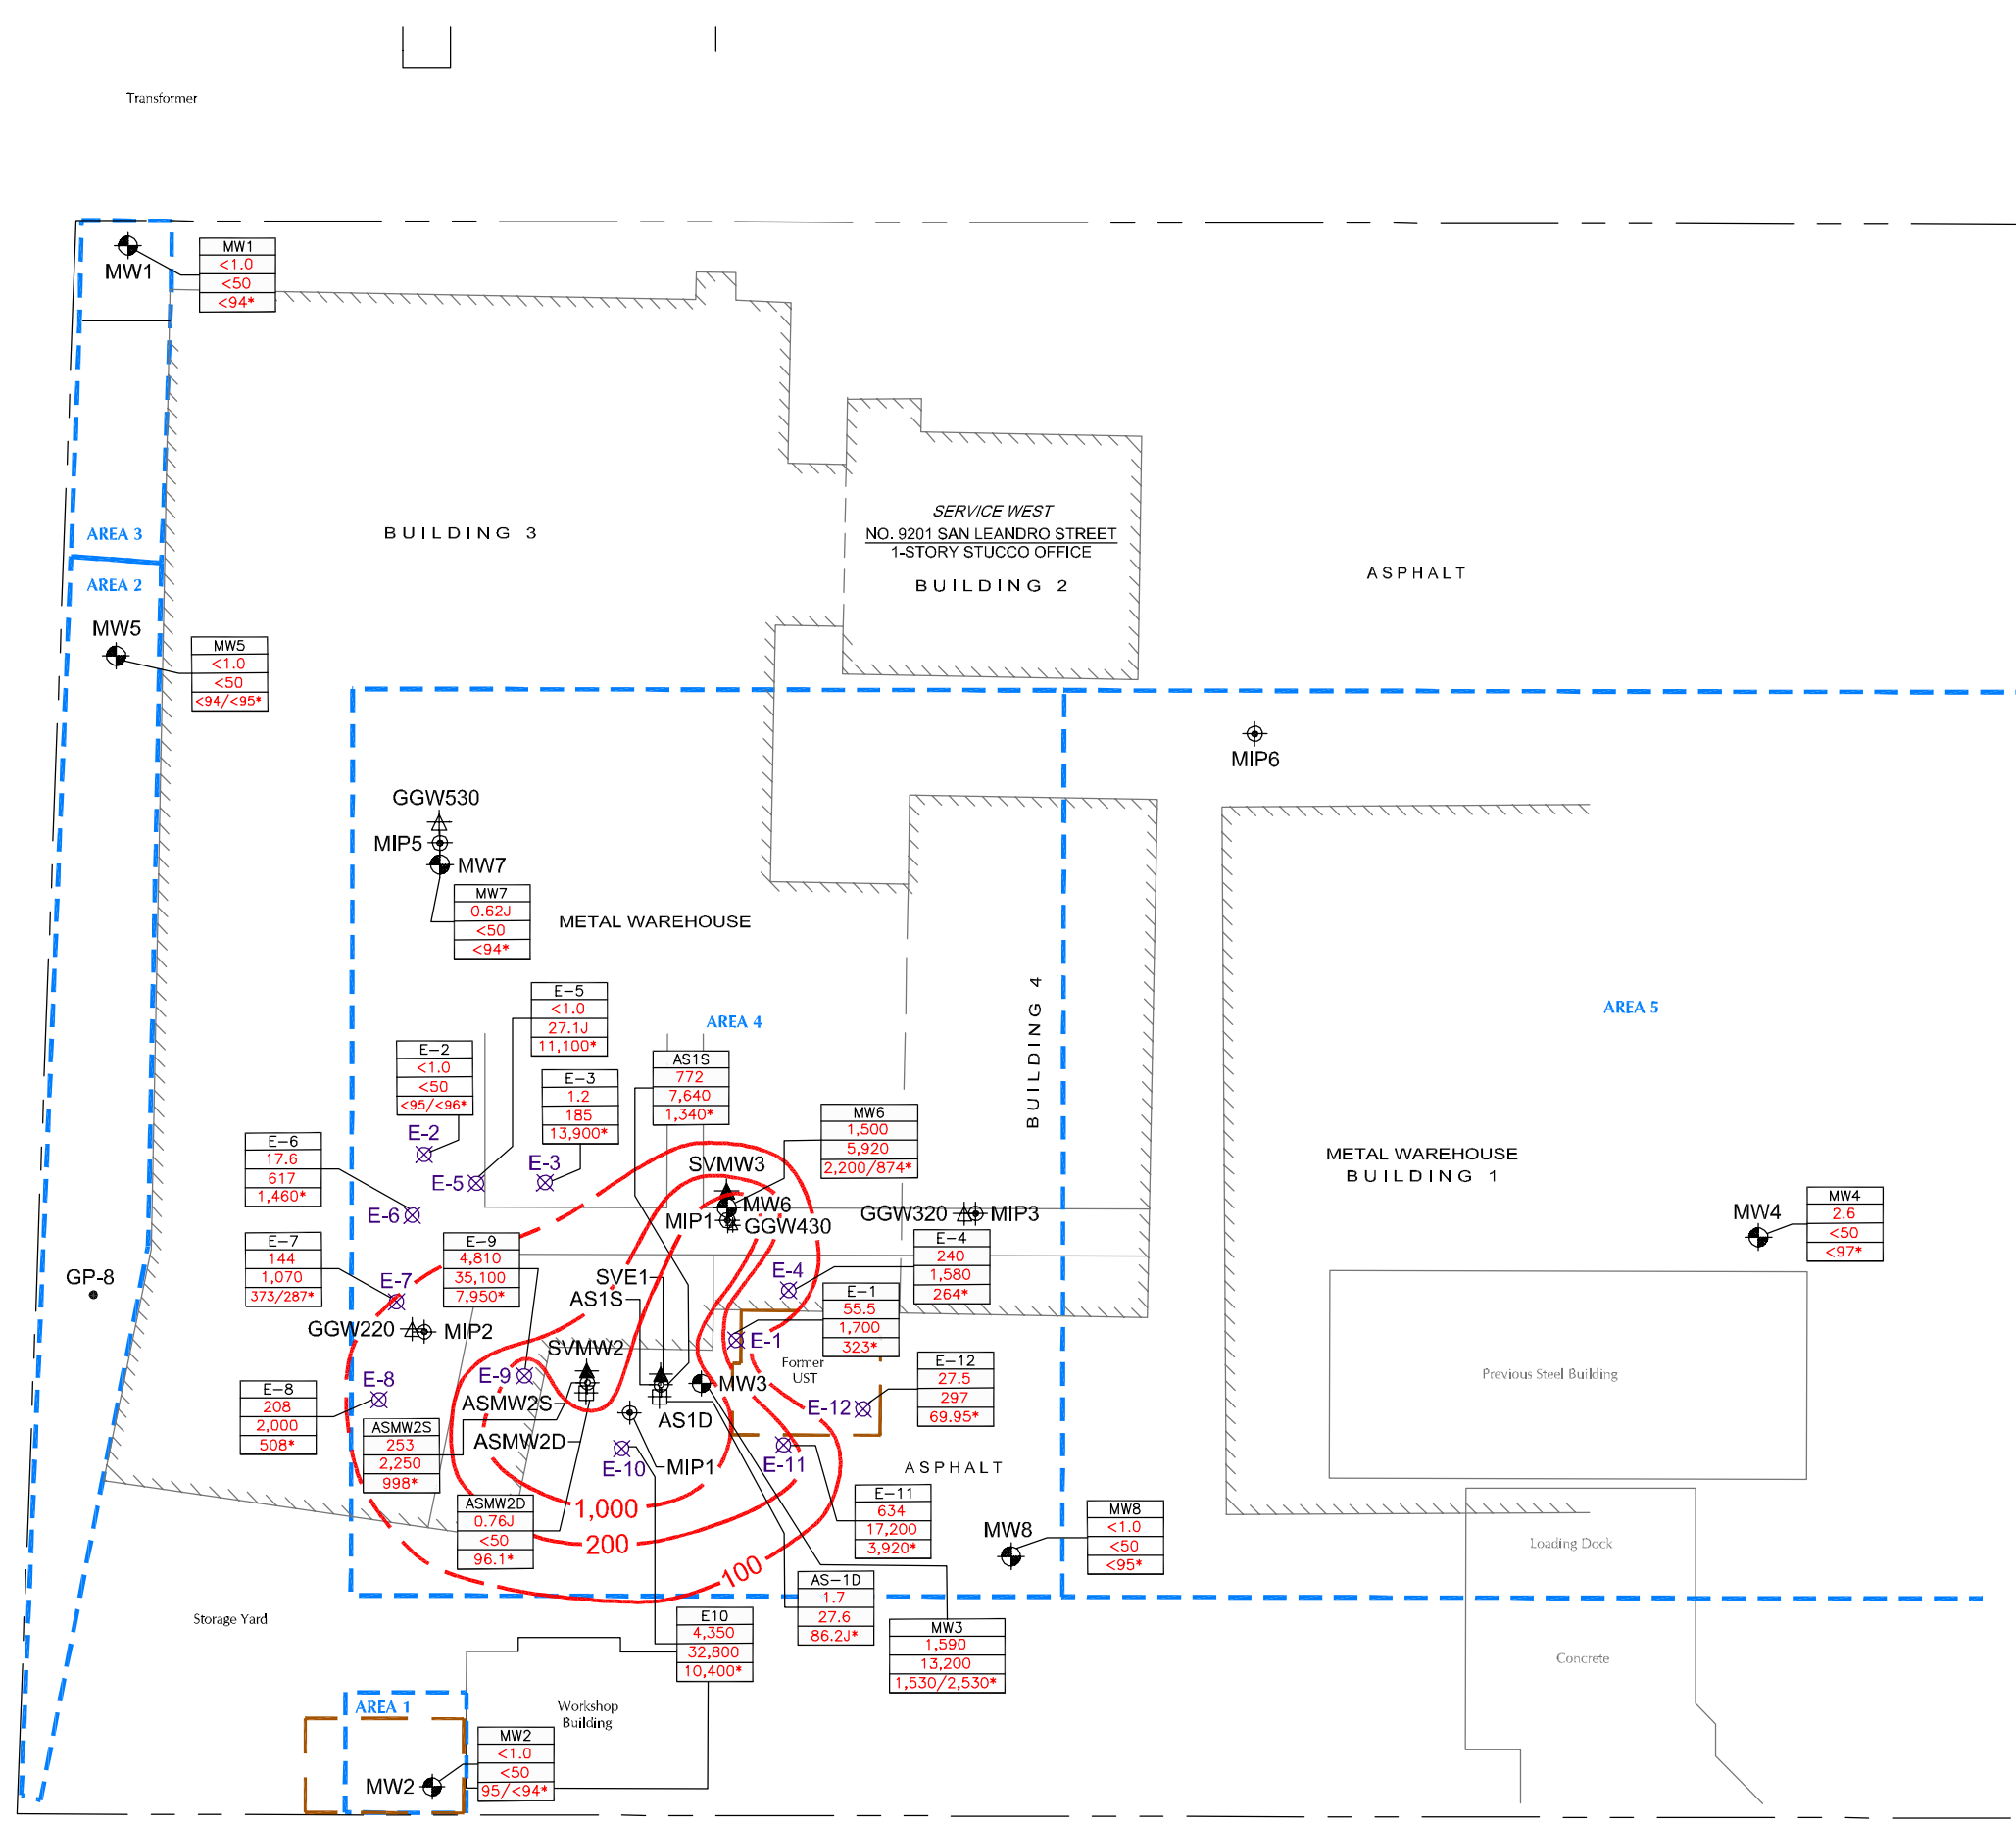 Transformer
MW1
MW1
<1.0
<50
<94*
SERVICE WEST
NO. 9201 SAN LEANDRO STREET
1-STORY STUCCO OFFICE
BUILDING 2
BUILDING 3
AREA 3
AREA 2
ASPHALT
MW5
MW5
<1.0
<50
<94/<95*
MIP6
GGW530
MIP5
MW7
MW7
0.62J
<50
<94*
METAL WAREHOUSE
BUILDING 4
AREA 4
AREA 5
E-5
<1.0
27.1J
11,100*
E-2
<1.0
<50
<95/<96*
E-3
1.2
185
13,900*
AS1S
772
7,640
1,340*
MW6
1,500
5,920
2,200/874*
E-6
17.6
617
1,460*
E-2
E-5
E-3
E-6
SVMW3
MW6
MIP1
GGW430
GGW320
MIP3
METAL WAREHOUSE
BUILDING 1
MW4
MW4
2.6
<50
<97*
E-7
144
1,070
373/287*
E-9
4,810
35,100
7,950*
E-4
240
1,580
264*
GP-8
E-7
SVE1
AS1S
E-4
E-1
55.5
1,700
323*
GGW220
MIP2
SVMW2
E-1
Former
UST
E-12
27.5
297
69.95*
Previous Steel Building
E-8
208
2,000
508*
E-8
E-9
ASMW2S
MW3
AS1D
E-12
ASMW2S
253
2,250
998*
ASMW2D
E-10
MIP1
E-11
ASPHALT
ASMW2D
0.76J
<50
96.1*
1,000
200
100
E-11
634
17,200
3,920*
MW8
MW8
<1.0
<50
<95*
Loading Dock
AS-1D
1.7
27.6
86.2J*
E10
4,350
32,800
10,400*
MW3
1,590
13,200
1,530/2,530*
Storage Yard
Concrete
AREA 1
Workshop
Building
MW2
MW2
<1.0
<50
95/<94*